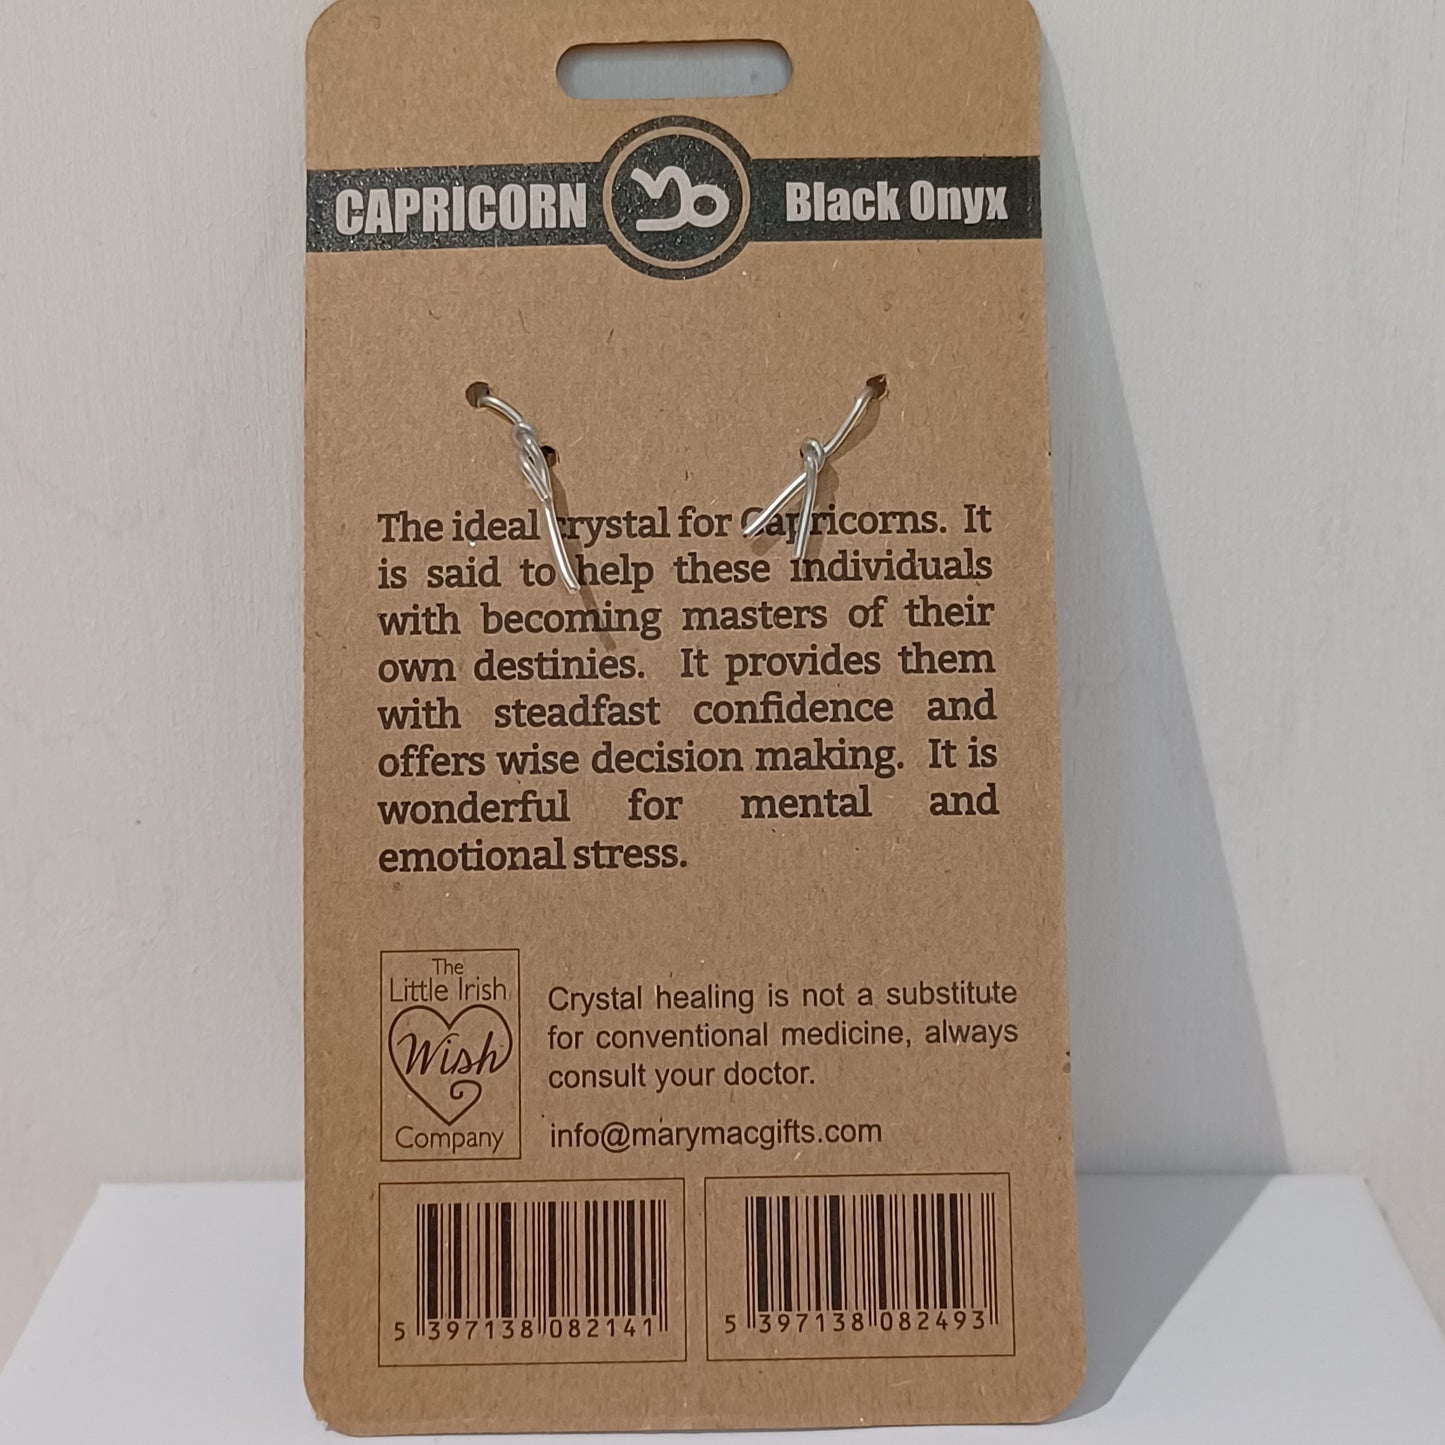 CAPRICORN Black Onyx
The ideal crystal for Capricorns. It
is said to help these individuals
with becoming masters of their
own destinies. It provides them
with steadfast confidence and
offers wise decision making. It is
wonderful for mental and
emotional stress.
The
Little Irish
Wish
Company
Crystal healing is not a substitute
for conventional medicine, always
consult your doctor.
info@marymacgifts.com
5 397138 082141
5 397138 082493